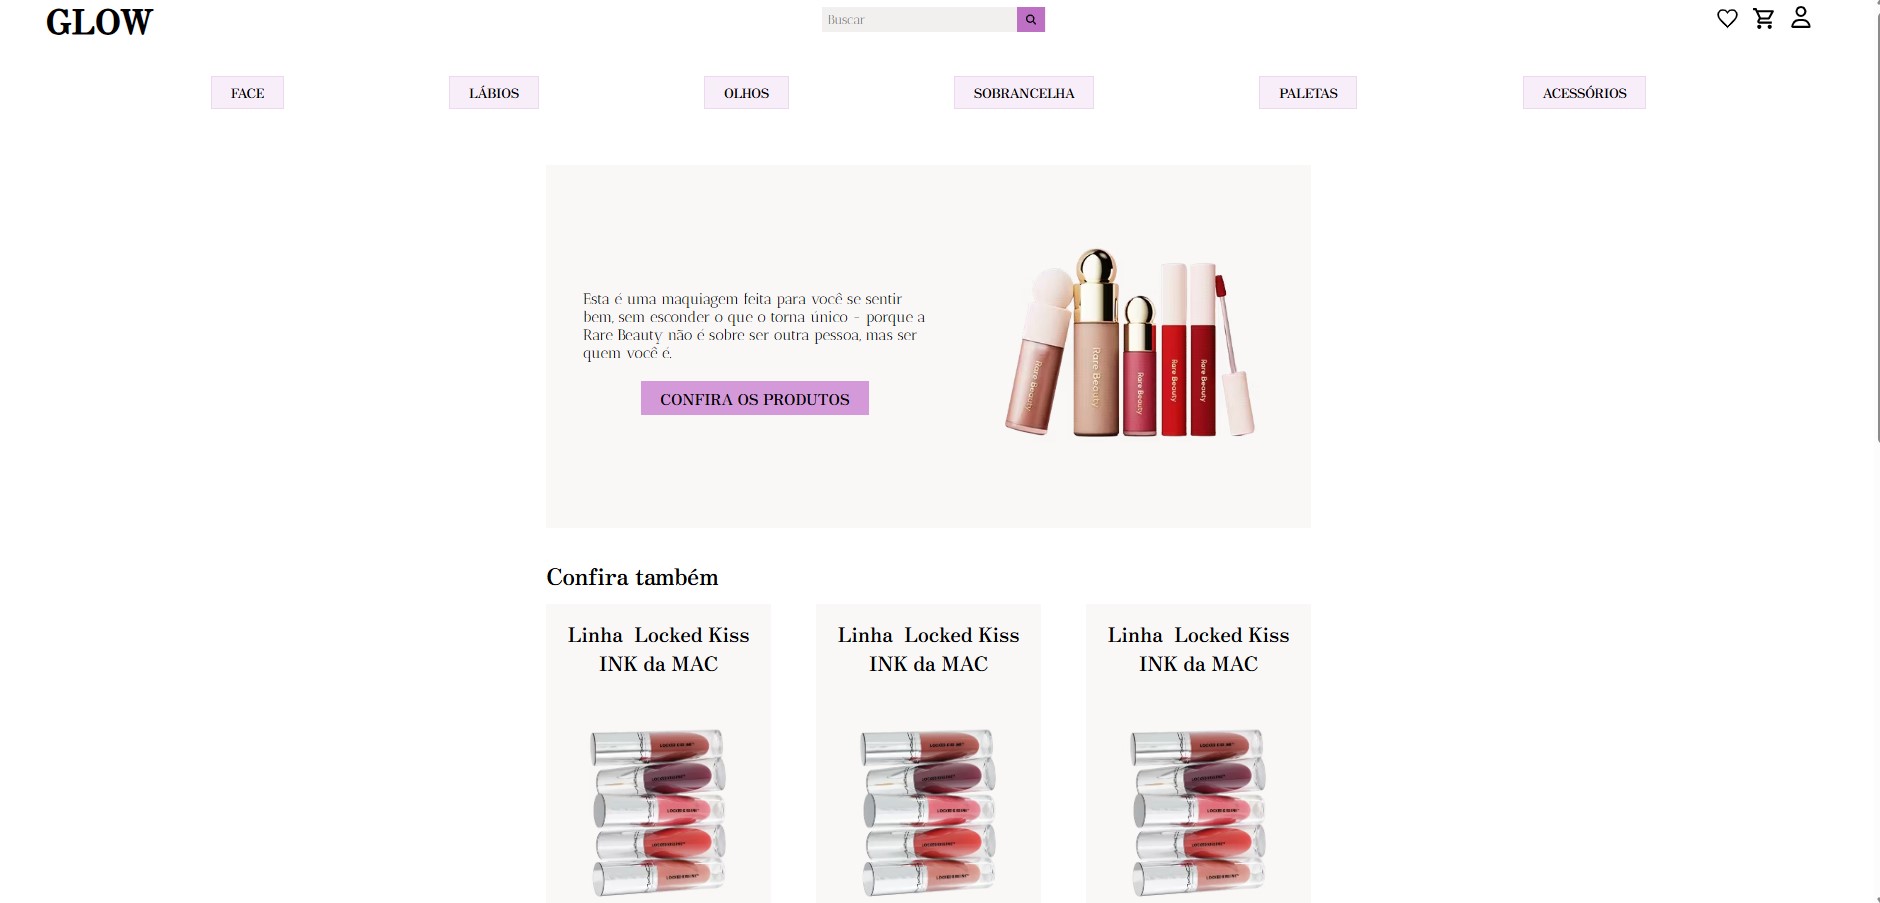 GLOW
Buscar
FACE
LÁBIOS
OLHOS
SOBRANCELHA
PALETAS
ACESSÓRIOS
Esta é uma maquiagem feita para você se sentir
bem, sem esconder o que o torna único - porque a
Rare Beauty não é sobre ser outra pessoa, mas ser
quem você é.
CONFIRA OS PRODUTOS
Rare Beauty
Rare Beauty
Rare Beauty
Rare Beauty
Rare Beauty
Confira também
Linha Locked Kiss
INK da MAC
Linha Locked Kiss
INK da MAC
Linha Locked Kiss
INK da MAC